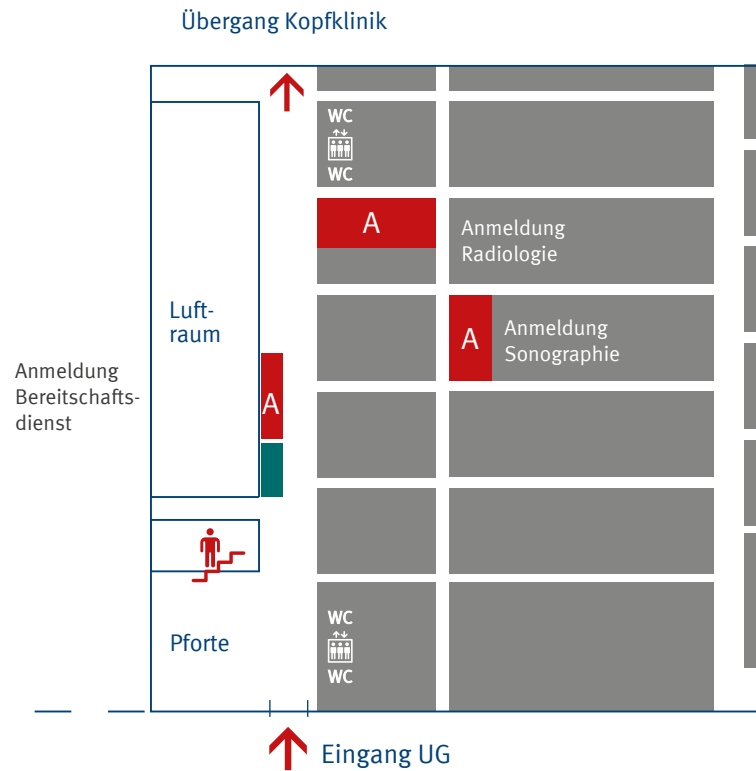 Übergang Kopfklinik
WC
WC
A
Anmeldung
Radiologie
Luft-
raum
A
Anmeldung
Sonographie
Anmeldung
Bereitschafts-
dienst
A
Pforte
WC
WC
Eingang UG